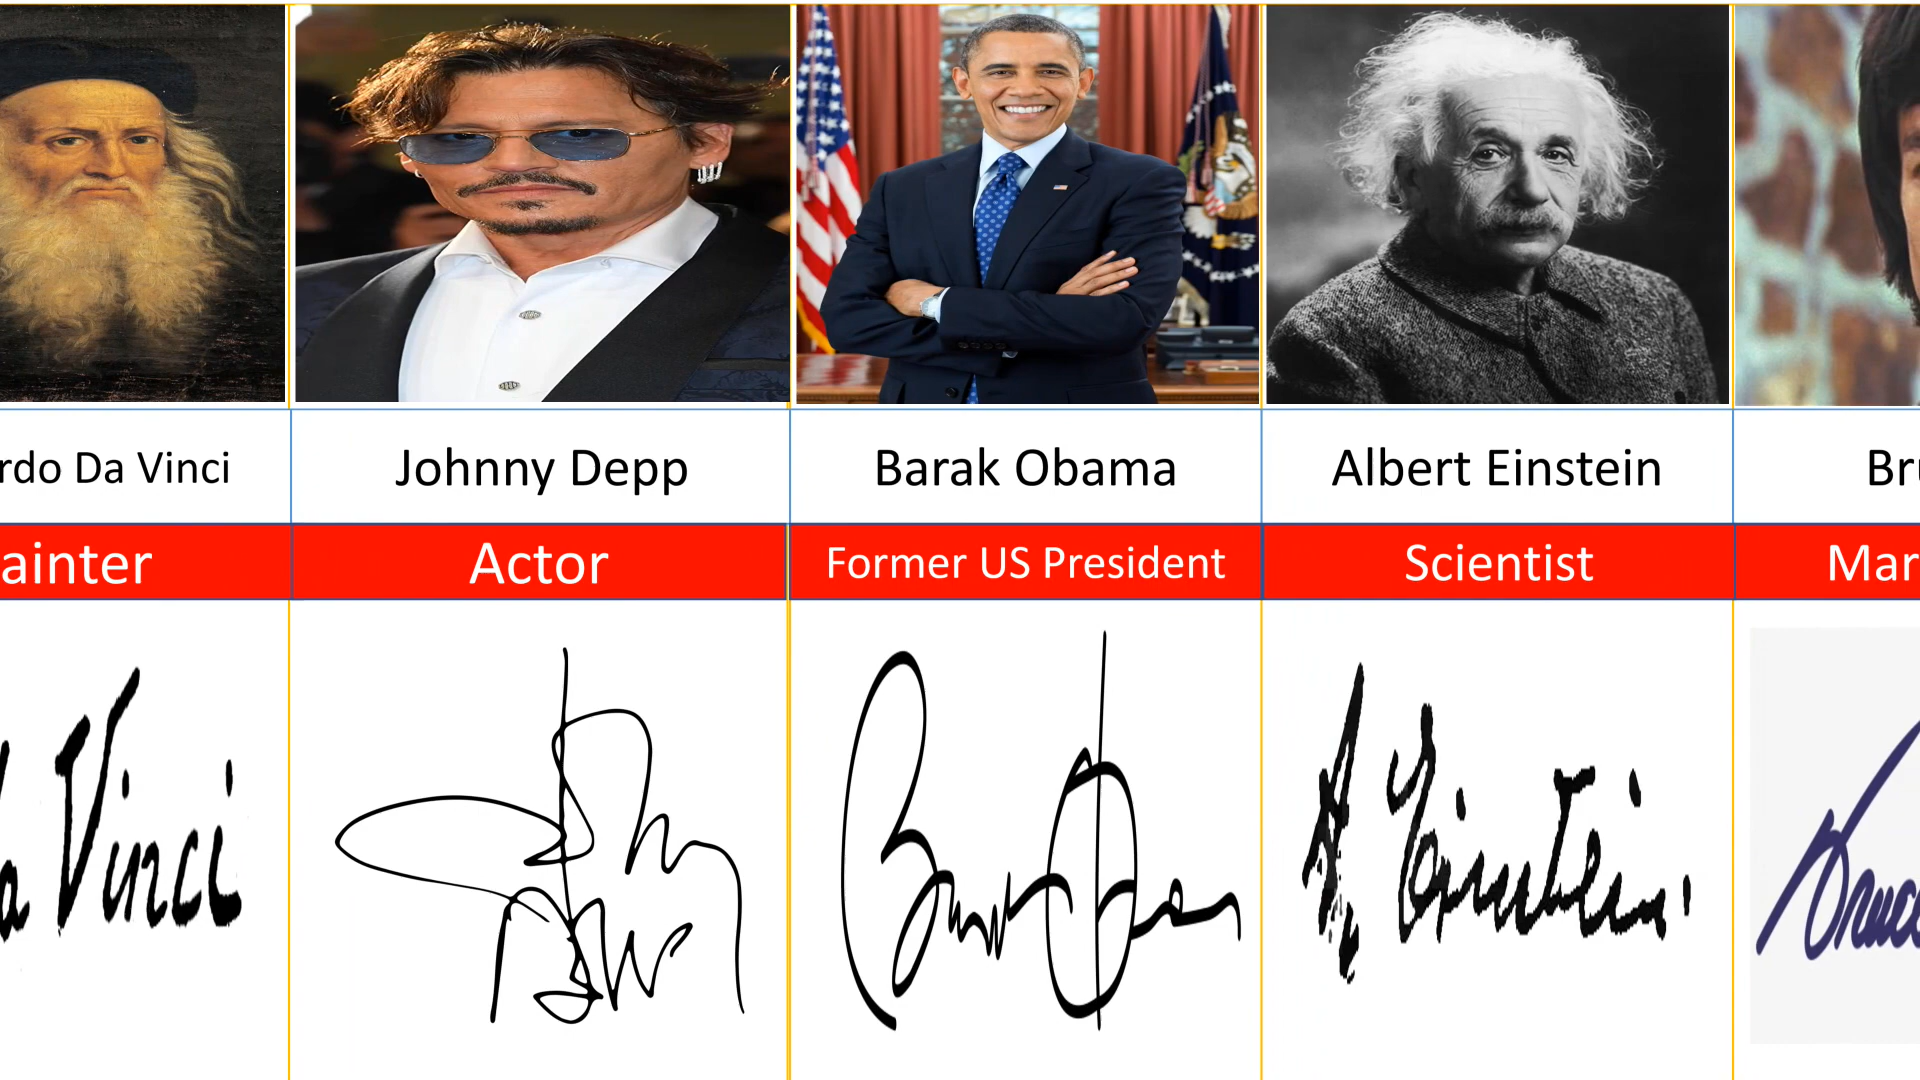 rdo Da Vinci
Johnny Depp
Barak Obama
Albert Einstein
Br
ainter
Actor
Former US President
Scientist
Mar
a Vinci
A. Einstein
Bruce